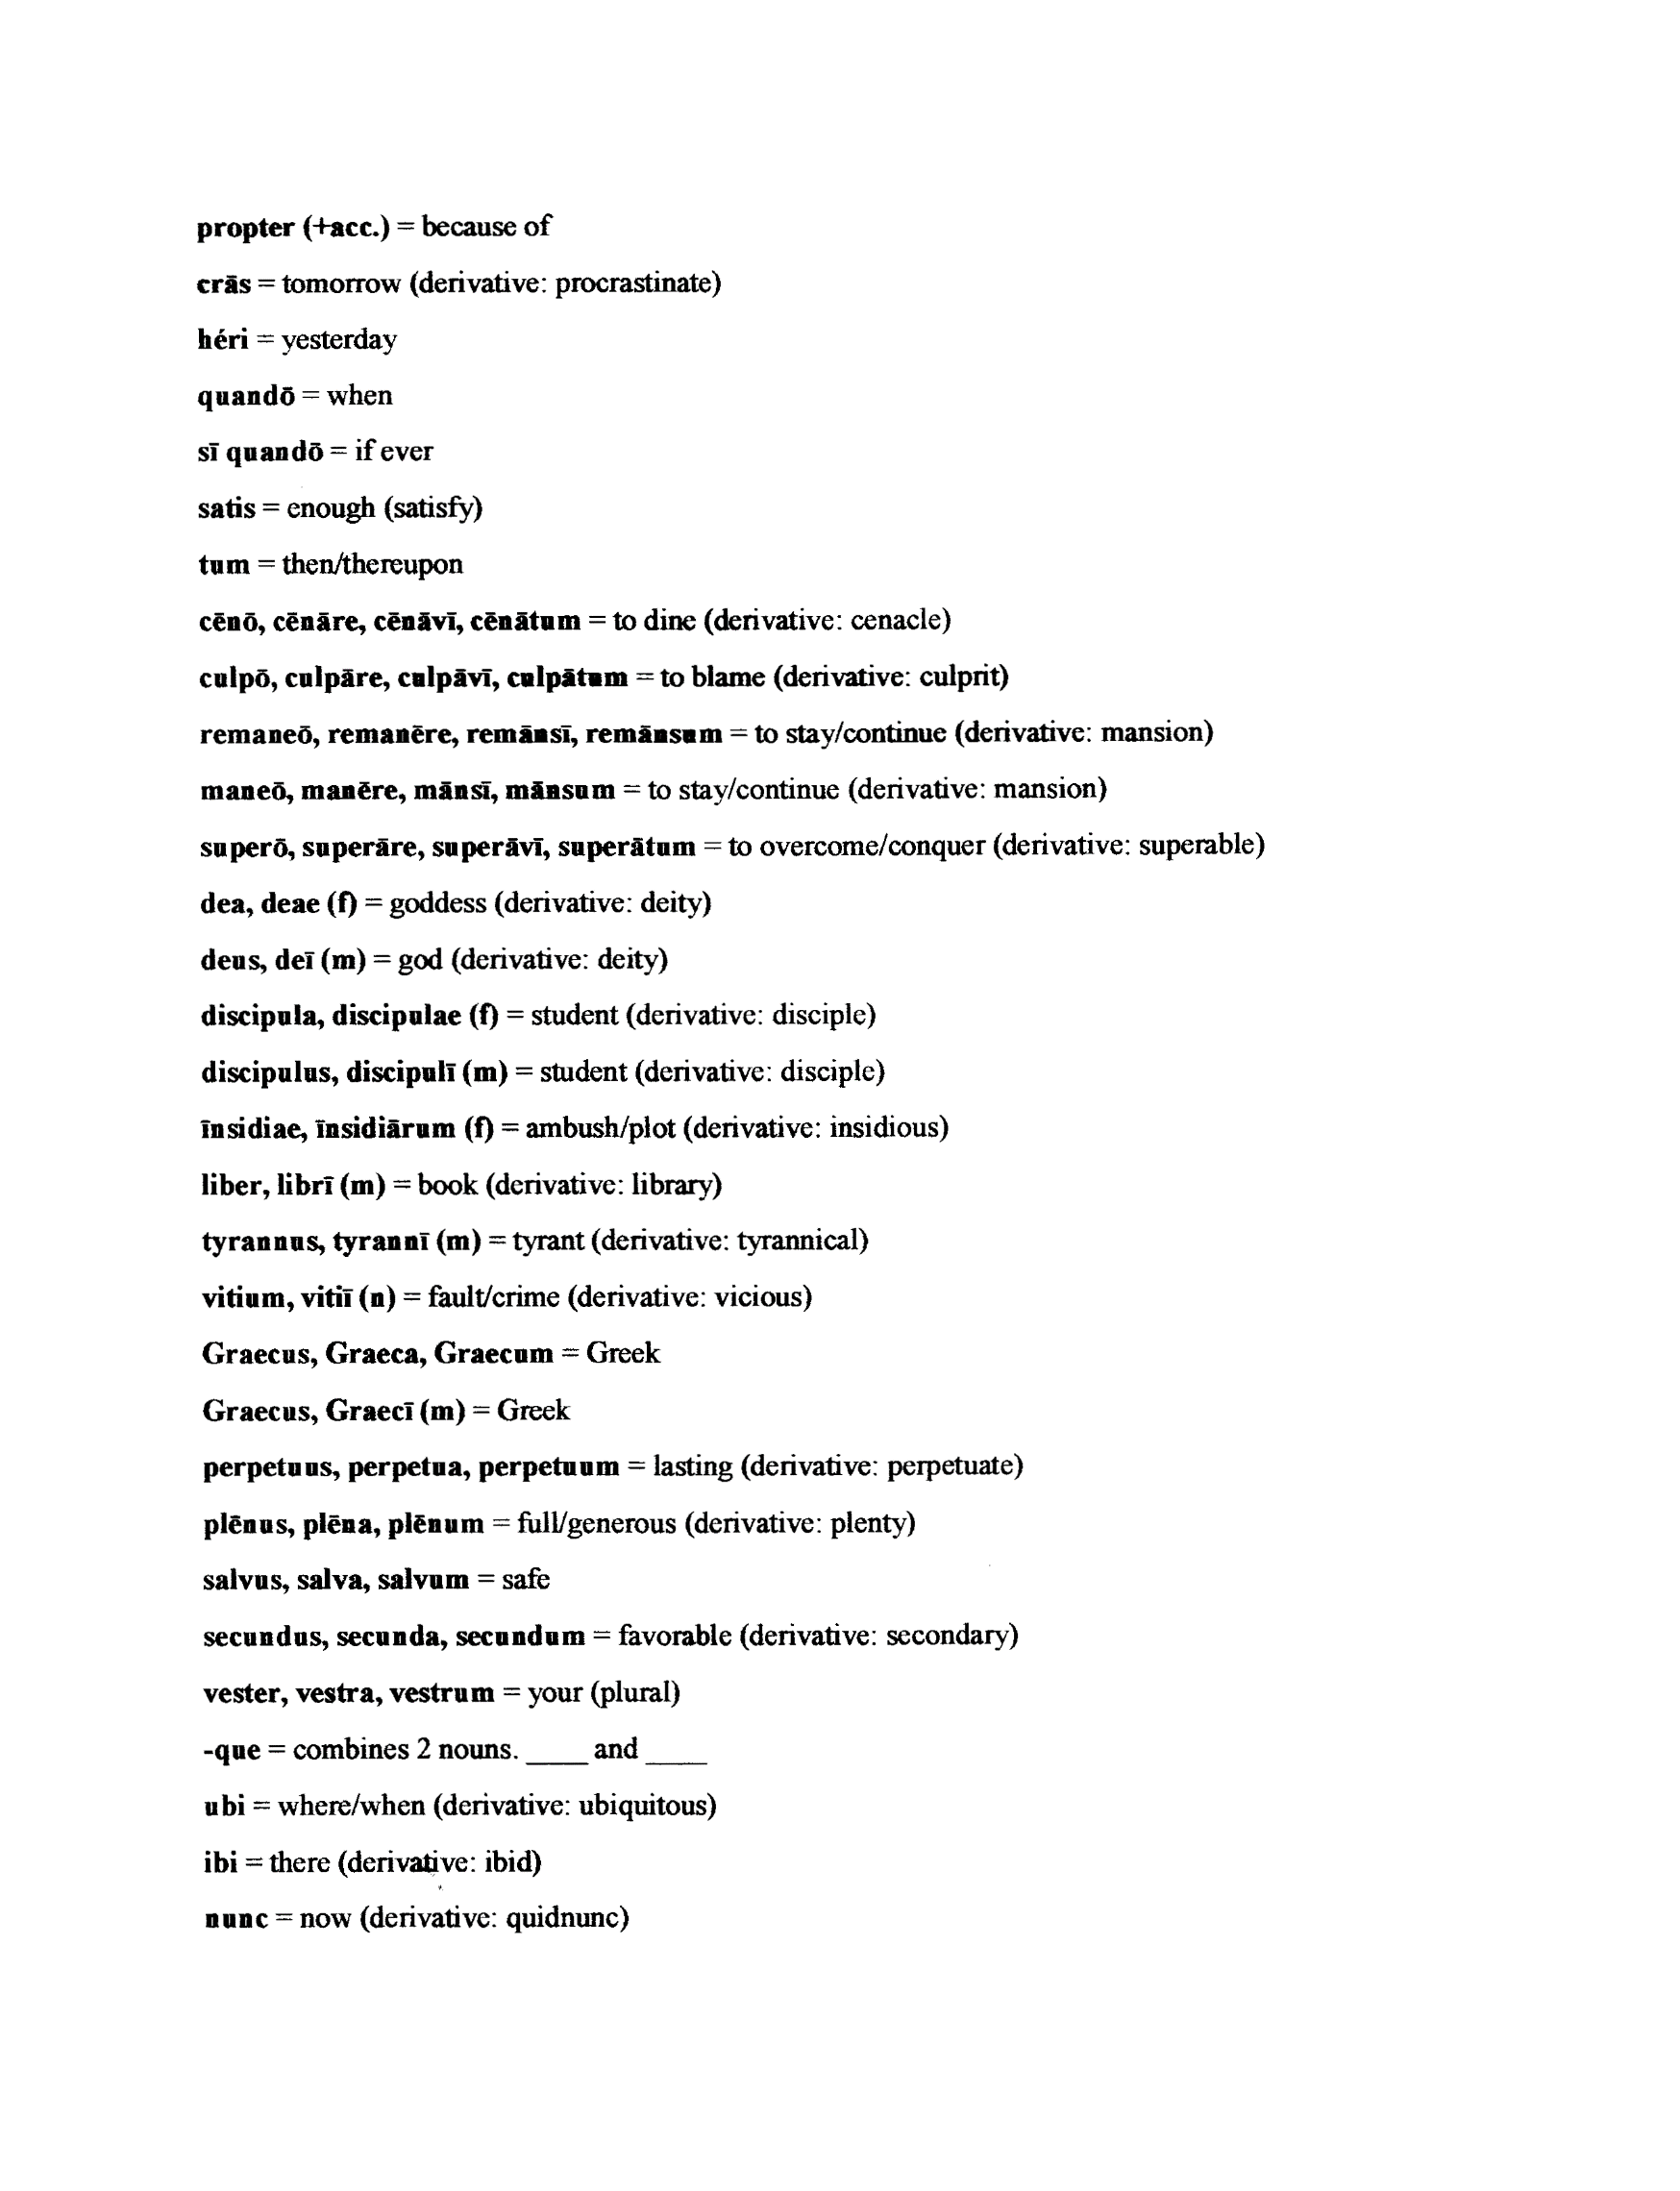 propter (+acc.) = because of
crās = tomorrow (derivative: procrastinate)
héri = yesterday
quandō = when
sī quandō = if ever
satis = enough (satisfy)
tum = then/thereupon
cēnō, cēnāre, cēnāvī, cēnātum = to dine (derivative: cenacle)
culpō, culpāre, culpāvī, culpātum = to blame (derivative: culprit)
remaneō, remanēre, remānsī, remānsum = to stay/continue (derivative: mansion)
maneō, manēre, mānsī, mānsum = to stay/continue (derivative: mansion)
superō, superāre, superāvī, superātum = to overcome/conquer (derivative: superable)
dea, deae (f) = goddess (derivative: deity)
deus, deī (m) = god (derivative: deity)
discipula, discipulae (f) = student (derivative: disciple)
discipulus, discipulī (m) = student (derivative: disciple)
īnsidiae, īnsidiārum (f) = ambush/plot (derivative: insidious)
liber, librī (m) = book (derivative: library)
tyrannus, tyrannī (m) = tyrant (derivative: tyrannical)
vitium, vitiī (n) = fault/crime (derivative: vicious)
Graecus, Graeca, Graecum = Greek
Graecus, Graecī (m) = Greek
perpetuus, perpetua, perpetuum = lasting (derivative: perpetuate)
plēnus, plēna, plēnum = full/generous (derivative: plenty)
salvus, salva, salvum = safe
secundus, secunda, secundum = favorable (derivative: secondary)
vester, vestra, vestrum = your (plural)
-que = combines 2 nouns. ____ and ____
ubi = where/when (derivative: ubiquitous)
ibi = there (derivative: ibid)
nunc = now (derivative: quidnunc)